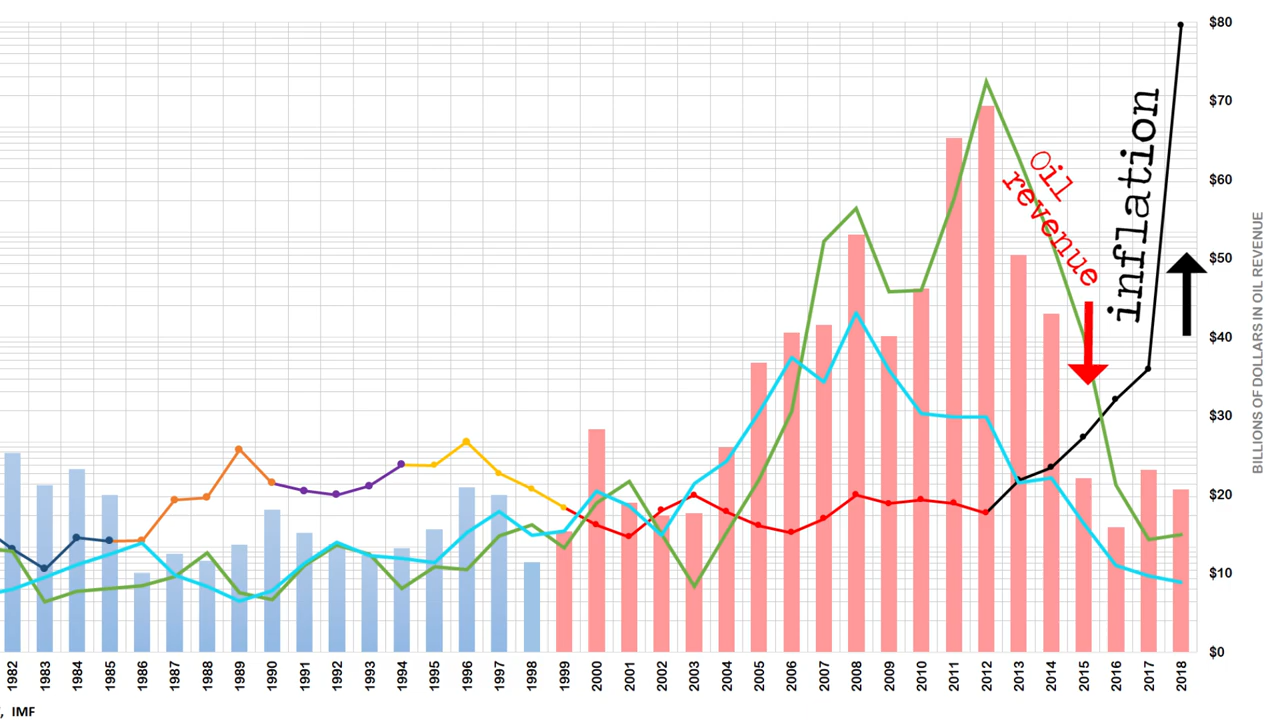 $80
$70
$60
$50
$40
$30
$20
$10
$0
Oil
revenue
inflation
BILLIONS OF DOLLARS IN OIL REVENUE
1982 1983 1984 1985 1986 1987 1988 1989 1990 1991 1992 1993 1994 1995 1996 1997 1998 1999 2000 2001 2002 2003 2004 2005 2006 2007 2008 2009 2010 2011 2012 2013 2014 2015 2016 2017 2018
, IMF